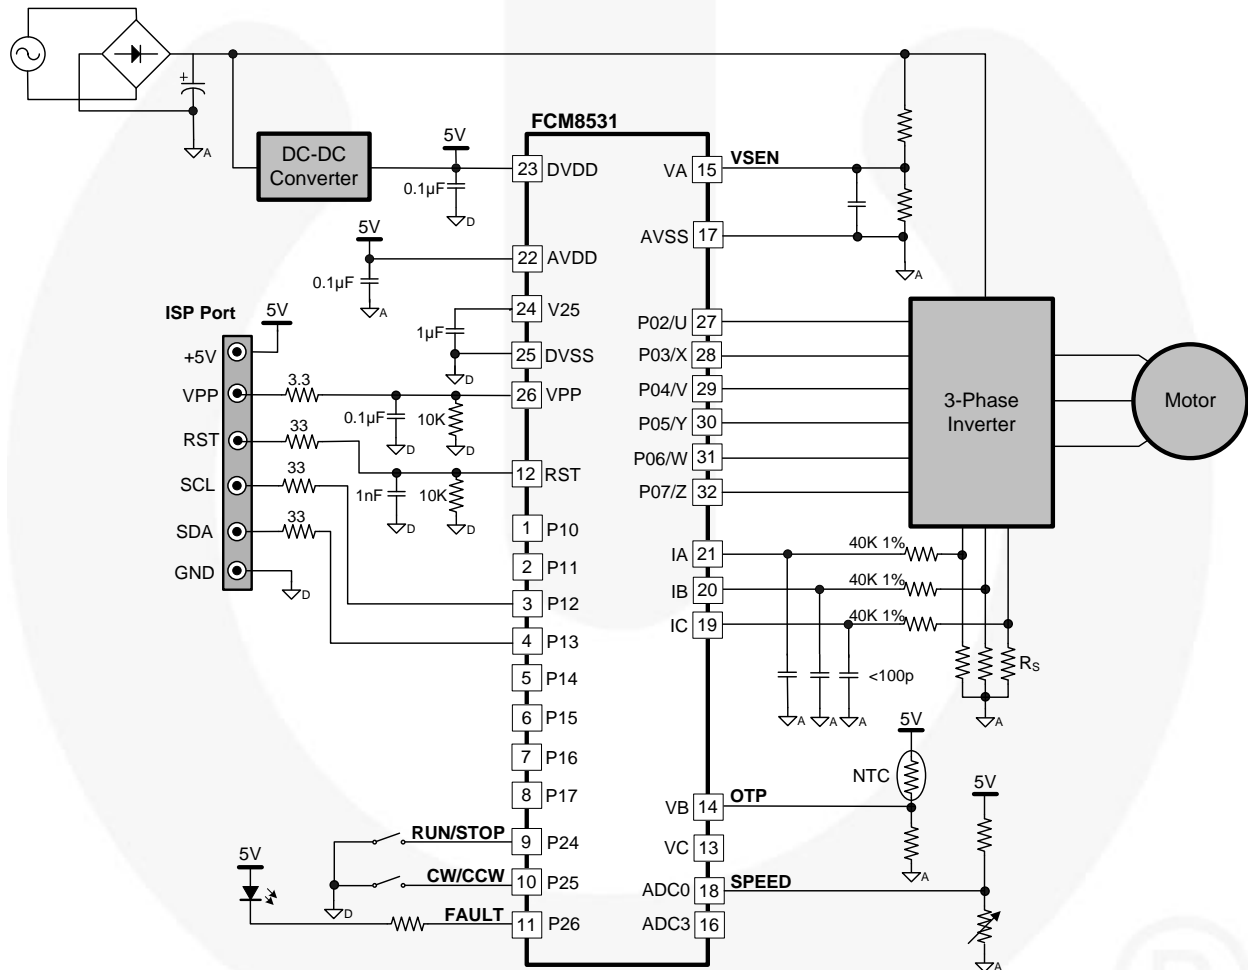 FCM8531
DC-DC
Converter
5V
0.1µF
D
A
23 DVDD
VA 15 VSEN
AVSS 17
A
5V
0.1µF
A
22 AVDD
24 V25
1µF
25 DVSS
D
ISP Port
5V
+5V
VPP
3.3
0.1µF
10K
D
D
26 VPP
RST
33
1nF
10K
D
D
12 RST
SCL
33
SDA
33
GND
D
1 P10
2 P11
3 P12
4 P13
5 P14
6 P15
7 P16
8 P17
RUN/STOP 9 P24
CW/CCW 10 P25
D
5V
FAULT 11 P26
P02/U 27
P03/X 28
P04/V 29
P05/Y 30
P06/W 31
P07/Z 32
3-Phase
Inverter
Motor
IA 21
40K 1%
IB 20
40K 1%
IC 19
40K 1%
<100p
RS
A
A
A
A
5V
NTC
VB 14 OTP
A
VC 13
5V
ADC0 18 SPEED
ADC3 16
A
R